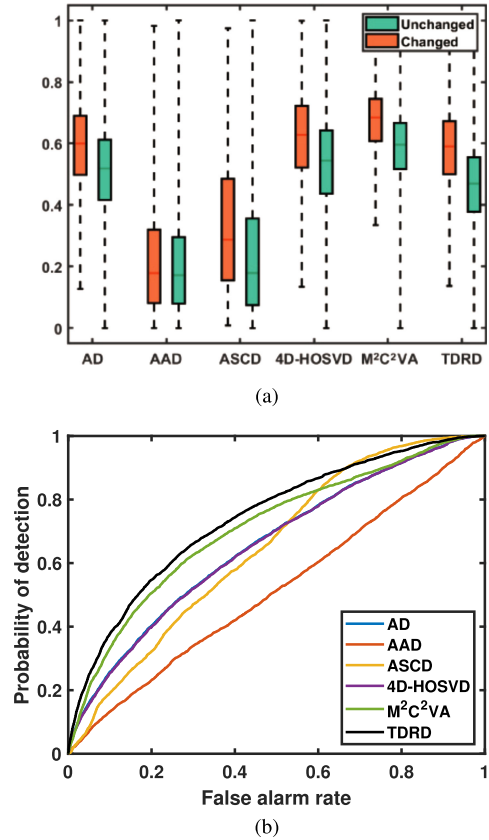 Unchanged
Changed
1
0.8
0.6
0.4
0.2
0
AD AAD ASCD 4D-HOSVD M²C²VA TDRD
(a)
Probability of detection
1
0.8
0.6
0.4
0.2
0
AD
AAD
ASCD
4D-HOSVD
M²C²VA
TDRD
0 0.2 0.4 0.6 0.8 1
False alarm rate
(b)